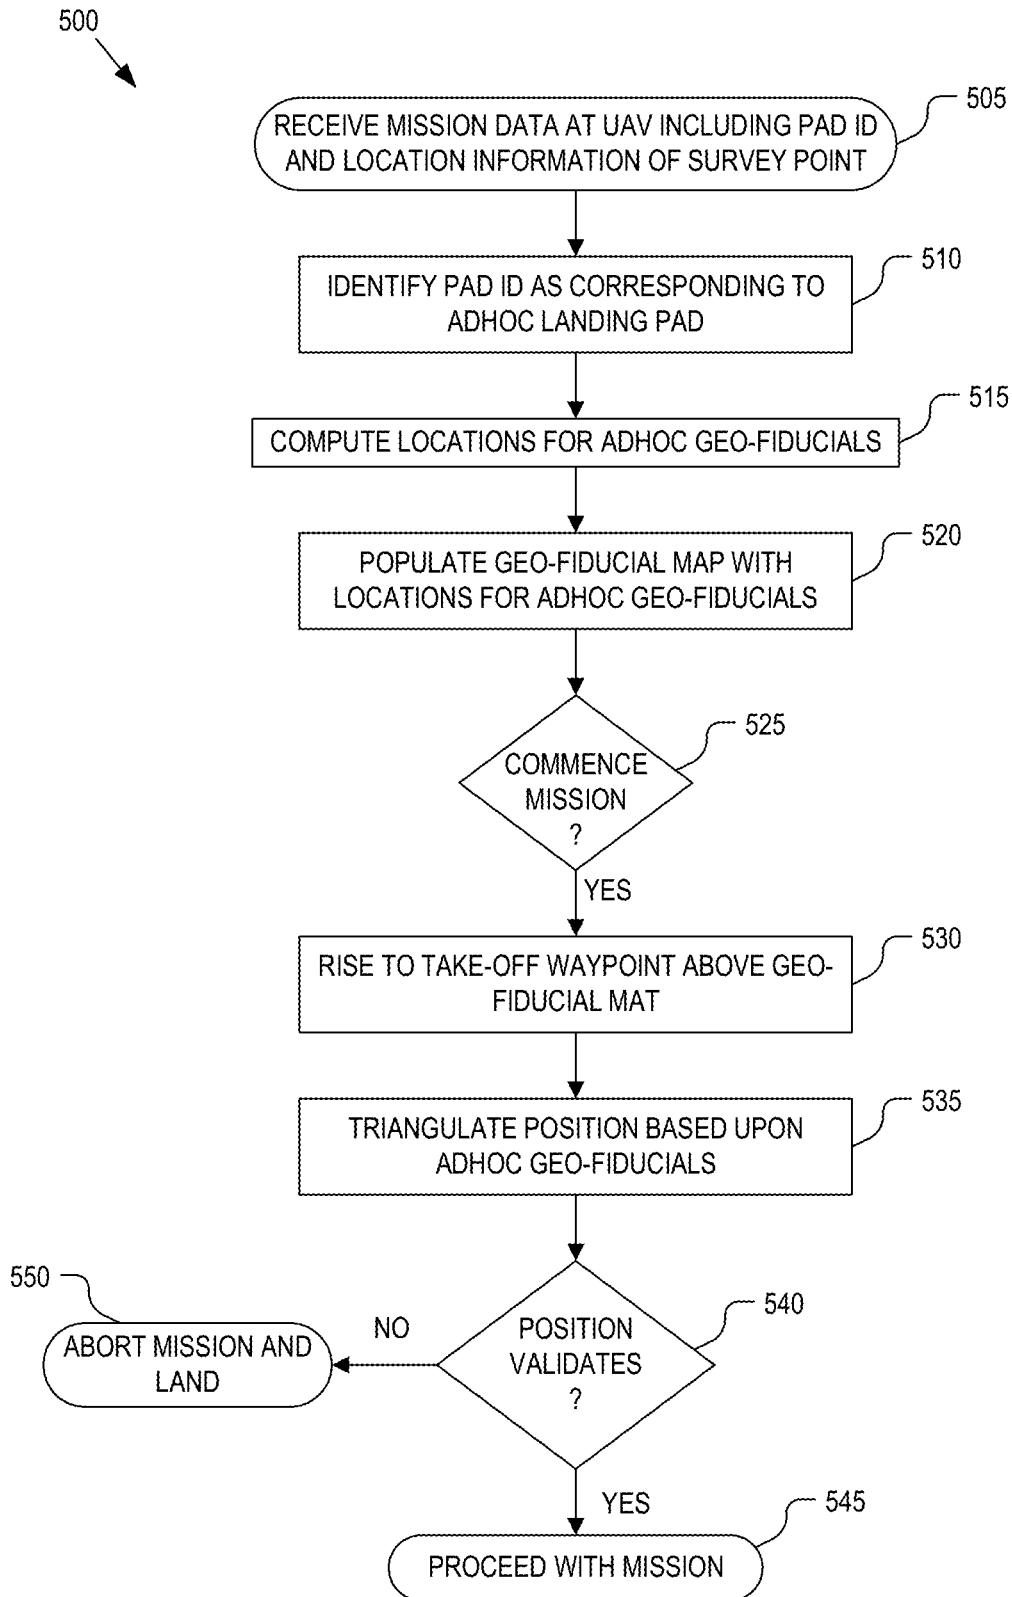 500
505
RECEIVE MISSION DATA AT UAV INCLUDING PAD ID
AND LOCATION INFORMATION OF SURVEY POINT
510
IDENTIFY PAD ID AS CORRESPONDING TO
ADHOC LANDING PAD
515
COMPUTE LOCATIONS FOR ADHOC GEO-FIDUCIALS
520
POPULATE GEO-FIDUCIAL MAP WITH
LOCATIONS FOR ADHOC GEO-FIDUCIALS
525
COMMENCE
MISSION
?
YES
530
RISE TO TAKE-OFF WAYPOINT ABOVE GEO-
FIDUCIAL MAT
535
TRIANGULATE POSITION BASED UPON
ADHOC GEO-FIDUCIALS
540
POSITION
VALIDATES
?
NO
550
ABORT MISSION AND
LAND
YES
545
PROCEED WITH MISSION